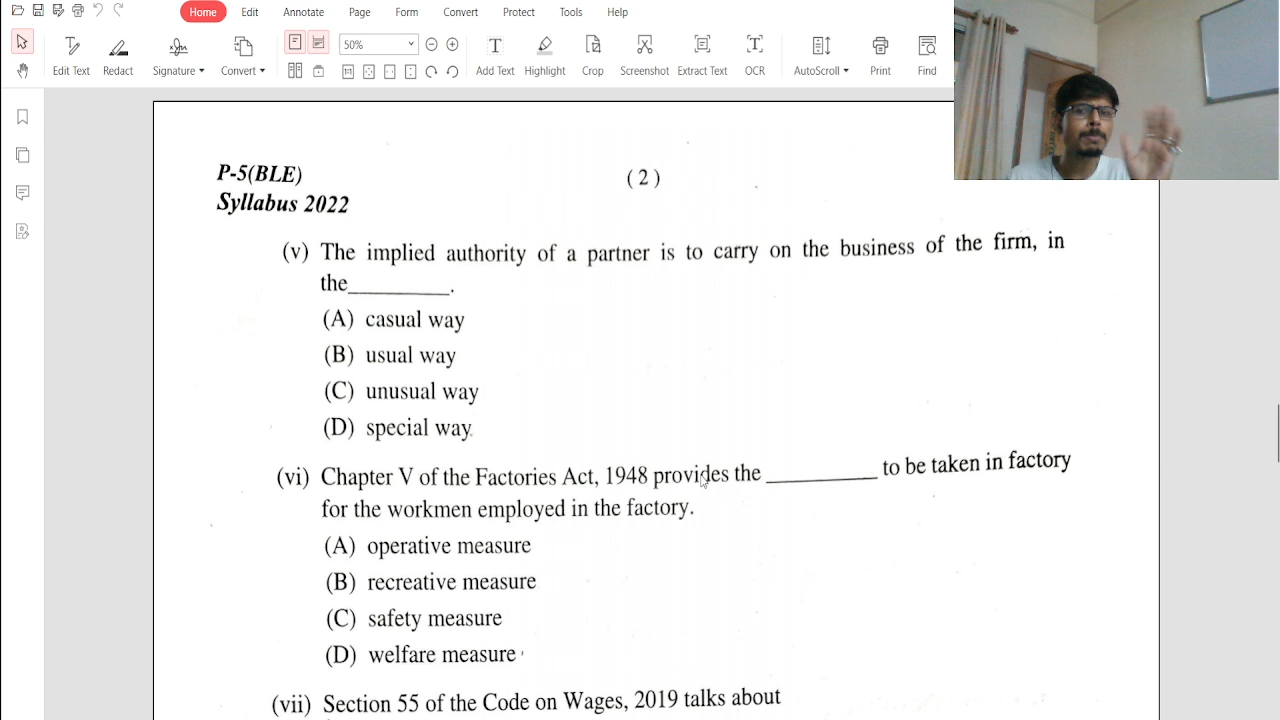 Home Edit Annotate Page Form Convert Protect Tools Help
50%
Edit Text Redact Signature Convert Add Text Highlight Crop Screenshot Extract Text OCR AutoScroll Print Find
P-5(BLE)
(2)
Syllabus 2022
(v) The implied authority of a partner is to carry on the business of the firm, in
the__________.
(A) casual way
(B) usual way
(C) unusual way
(D) special way
(vi) Chapter V of the Factories Act, 1948 provides the __________ to be taken in factory
for the workmen employed in the factory.
(A) operative measure
(B) recreative measure
(C) safety measure
(D) welfare measure
(vii) Section 55 of the Code on Wages, 2019 talks about